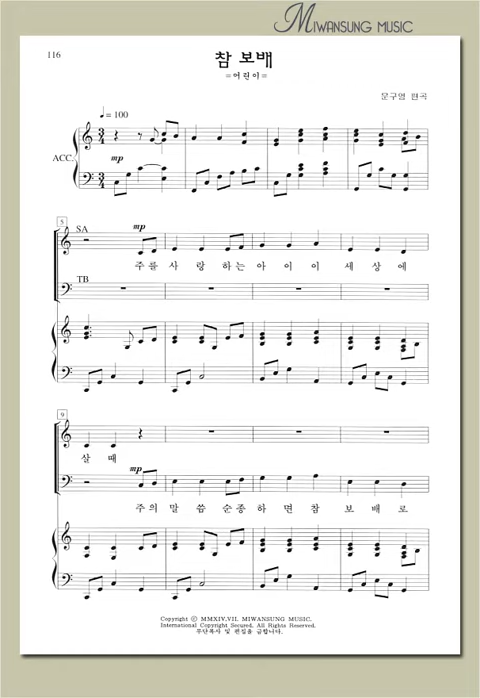 MIWANSUNG MUSIC
116
참 보배
=어린이=
문구영 편곡
♩= 100
ACC.
mp
5
SA
mp
주를 사 랑 하는 아 이 이 세 상 에
TB
9
살 때
mp
주의 말 씀 순종 하 면 참 보 배 로
Copyright © MMXIV,VII, MIWANSUNG MUSIC.
International Copyright Secured. All Rights Reserved.
무단복사 및 편집을 금합니다.